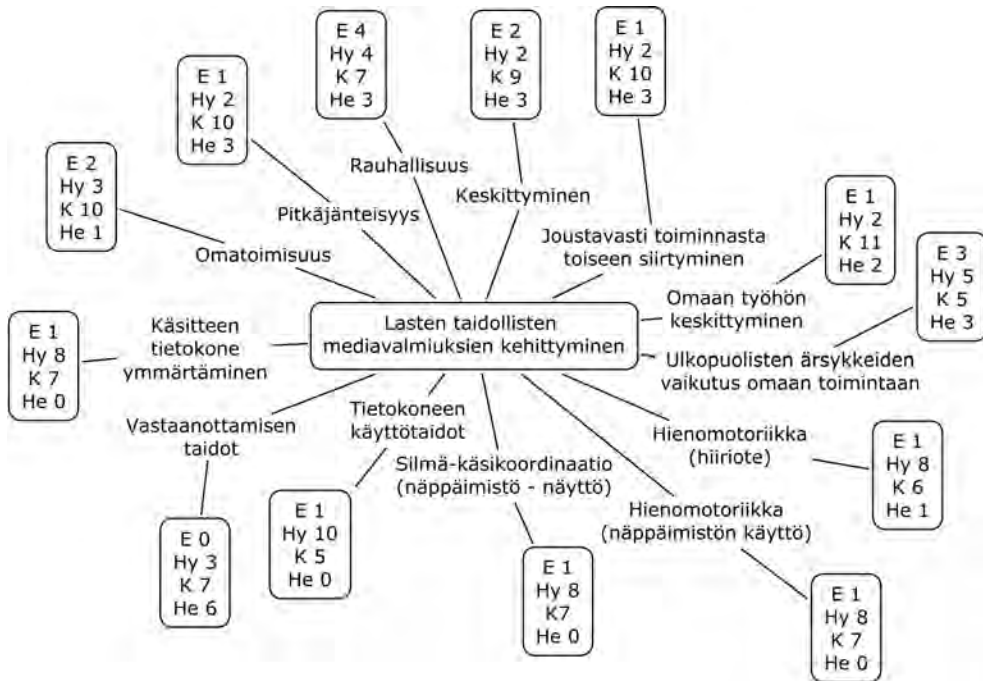 E 4
Hy 4
K 7
He 3
E 2
Hy 2
K 9
He 3
E 1
Hy 2
K 10
He 3
E 1
Hy 2
K 10
He 3
E 2
Hy 3
K 10
He 1
Rauhallisuus
Keskittyminen
Pitkäjänteisyys
Omatoimisuus
Joustavasti toiminnasta
toiseen siirtyminen
E 1
Hy 2
K 11
He 2
E 3
Hy 5
K 5
He 3
Omaan työhön
keskittyminen
Lasten taidollisten
mediavalmiuksien kehittyminen
E 1
Hy 8
K 7
He 0
Käsitteen
tietokone
ymmärtäminen
Ulkopuolisten ärsykkeiden
vaikutus omaan toimintaan
Vastaanottamisen
taidot
Tietokoneen
käyttötaidot
Silmä-käsikoordinaatio
(näppäimistö - näyttö)
Hienomotoriikka
(hiiriote)
Hienomotoriikka
(näppäimistön käyttö)
E 1
Hy 8
K 6
He 1
E 0
Hy 3
K 7
He 6
E 1
Hy 10
K 5
He 0
E 1
Hy 8
K7
He 0
E 1
Hy 8
K 7
He 0